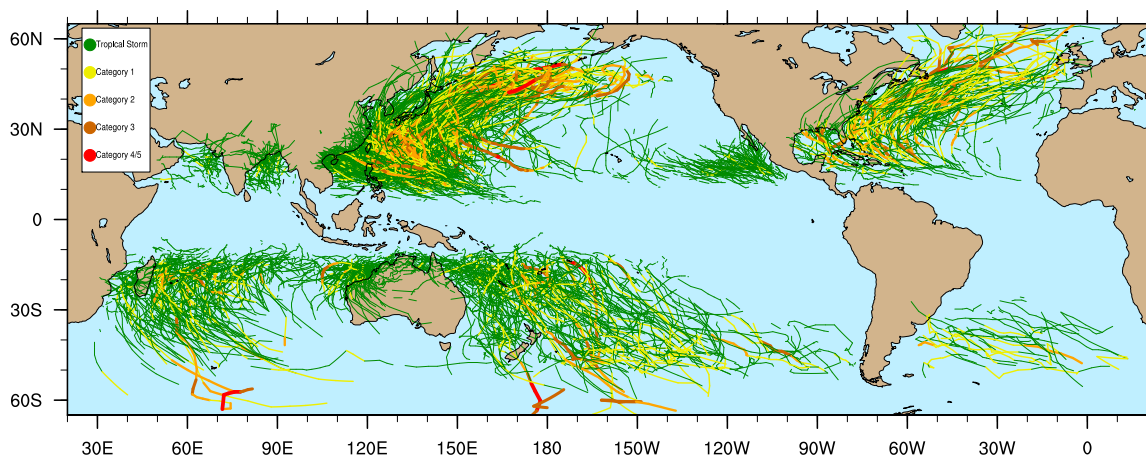 Tropical Storm
Category 1
Category 2
Category 3
Category 4/5
60N
30N
0
30S
60S
30E 60E 90E 120E 150E 180 150W 120W 90W 60W 30W 0